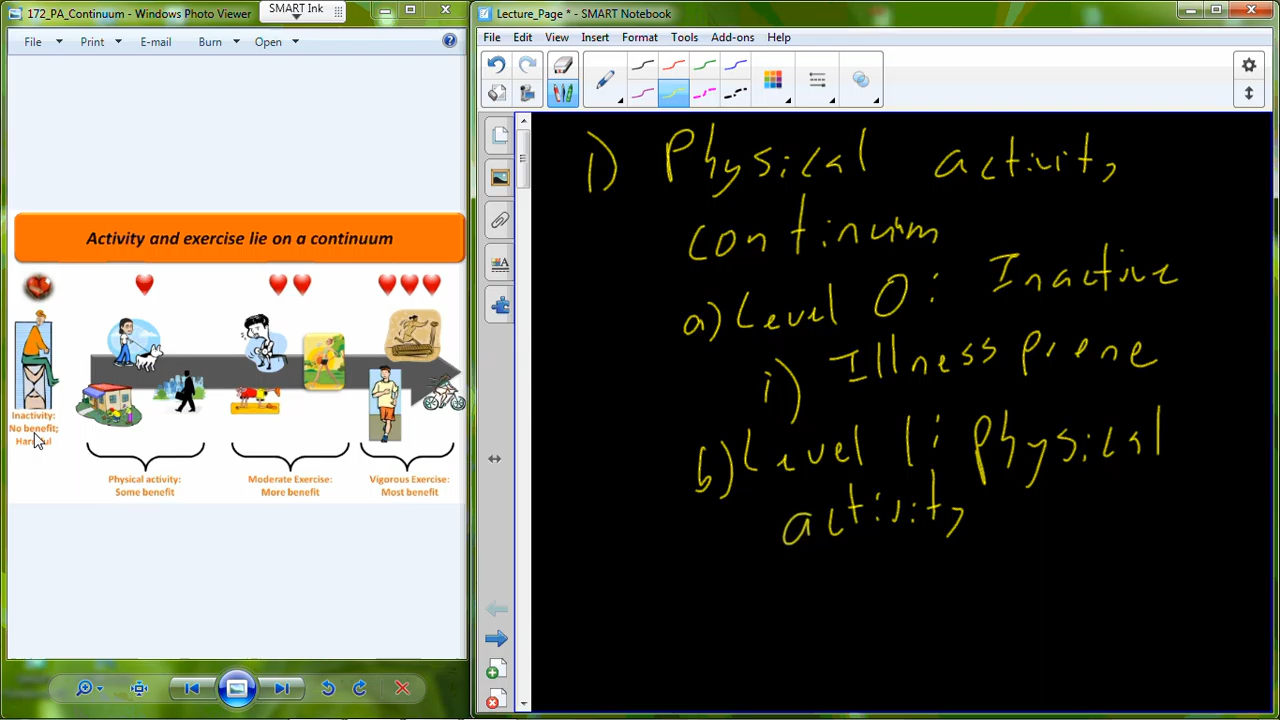 172_PA_Continuum - Windows Photo Viewer
SMART Ink
File Print E-mail Burn Open
Activity and exercise lie on a continuum
Inactivity:
No benefit;
Harmful
Physical activity:
Some benefit
Moderate Exercise:
More benefit
Vigorous Exercise:
Most benefit
Lecture_Page * - SMART Notebook
File Edit View Insert Format Tools Add-ons Help
1) Physical activity
continuum
a) Level 0: Inactive
i) Illness prone
b) Level 1: physical
activity